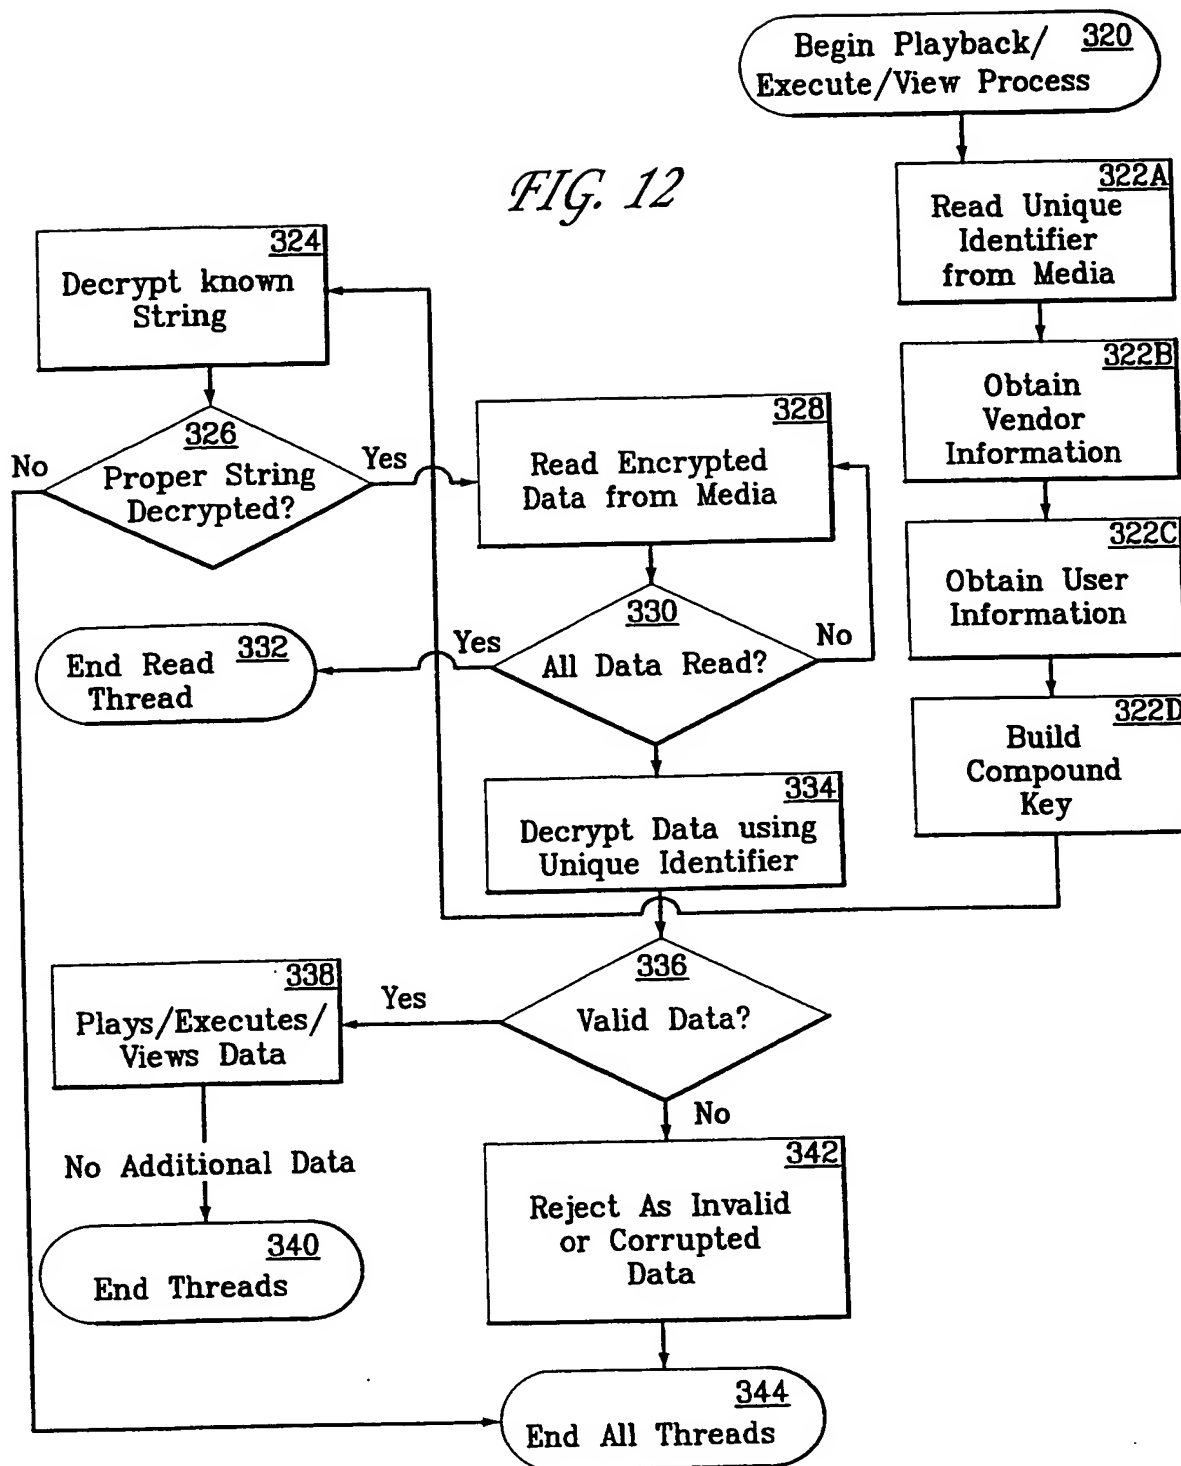 Begin Playback/ 320
Execute/View Process
FIG. 12
322A
Read Unique
Identifier
from Media
322B
Obtain
Vendor
Information
322C
Obtain User
Information
322D
Build
Compound
Key
324
Decrypt known
String
326
Proper String
Decrypted?
No
Yes
328
Read Encrypted
Data from Media
330
All Data Read?
Yes
No
End Read 332
Thread
334
Decrypt Data using
Unique Identifier
336
Valid Data?
Yes
No
338
Plays/Executes/
Views Data
No Additional Data
340
End Threads
342
Reject As Invalid
or Corrupted
Data
344
End All Threads